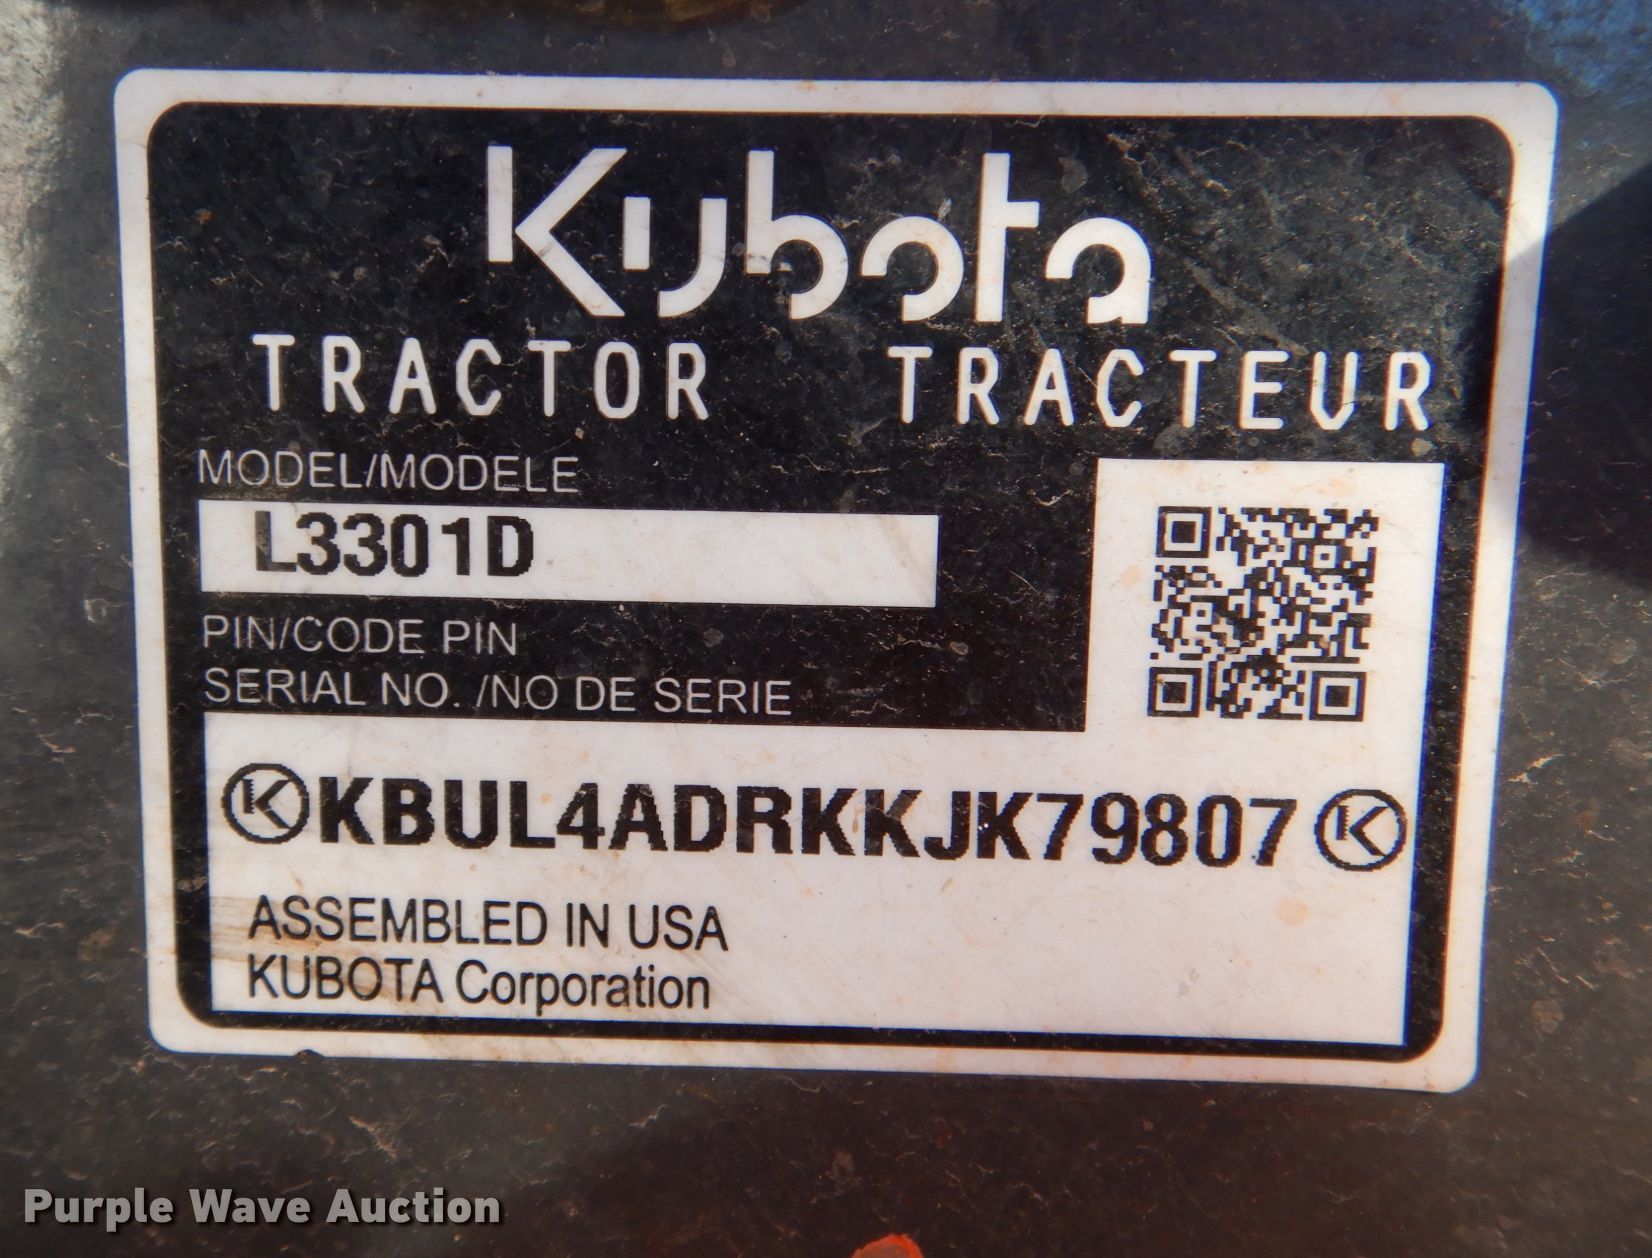 Kubota
TRACTOR TRACTEUR
MODEL/MODELE
L3301D
PIN/CODE PIN
SERIAL NO. /NO DE SERIE
K KBUL4ADRKKJK79807 K
ASSEMBLED IN USA
KUBOTA Corporation
Purple Wave Auction